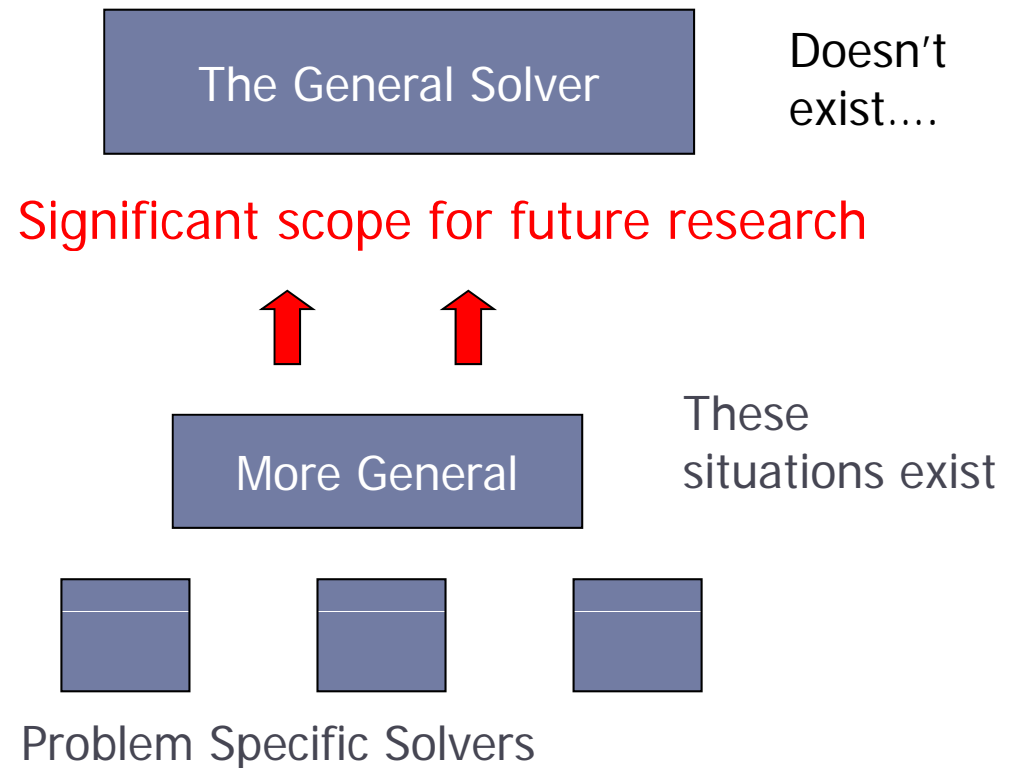 The General Solver
Doesn't
exist....
Significant scope for future research
More General
These
situations exist
Problem Specific Solvers